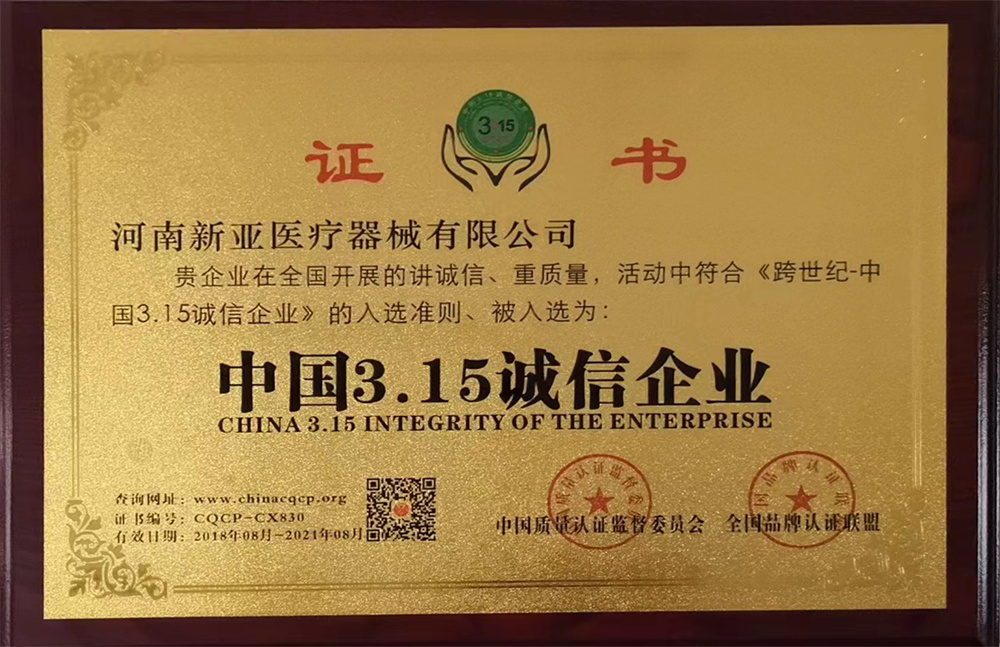 3 15
证 书
河南新亚医疗器械有限公司
贵企业在全国开展的讲诚信、重质量，活动中符合《跨世纪-中
国3.15诚信企业》的入选准则、被入选为：
中国3.15诚信企业
CHINA 3.15 INTEGRITY OF THE ENTERPRISE
查询网址：www.chinacqcp.org
证书编号：CQCP-CX830
有效日期：2018年08月-2021年08月
中国质量认证监督委员会 全国品牌认证联盟